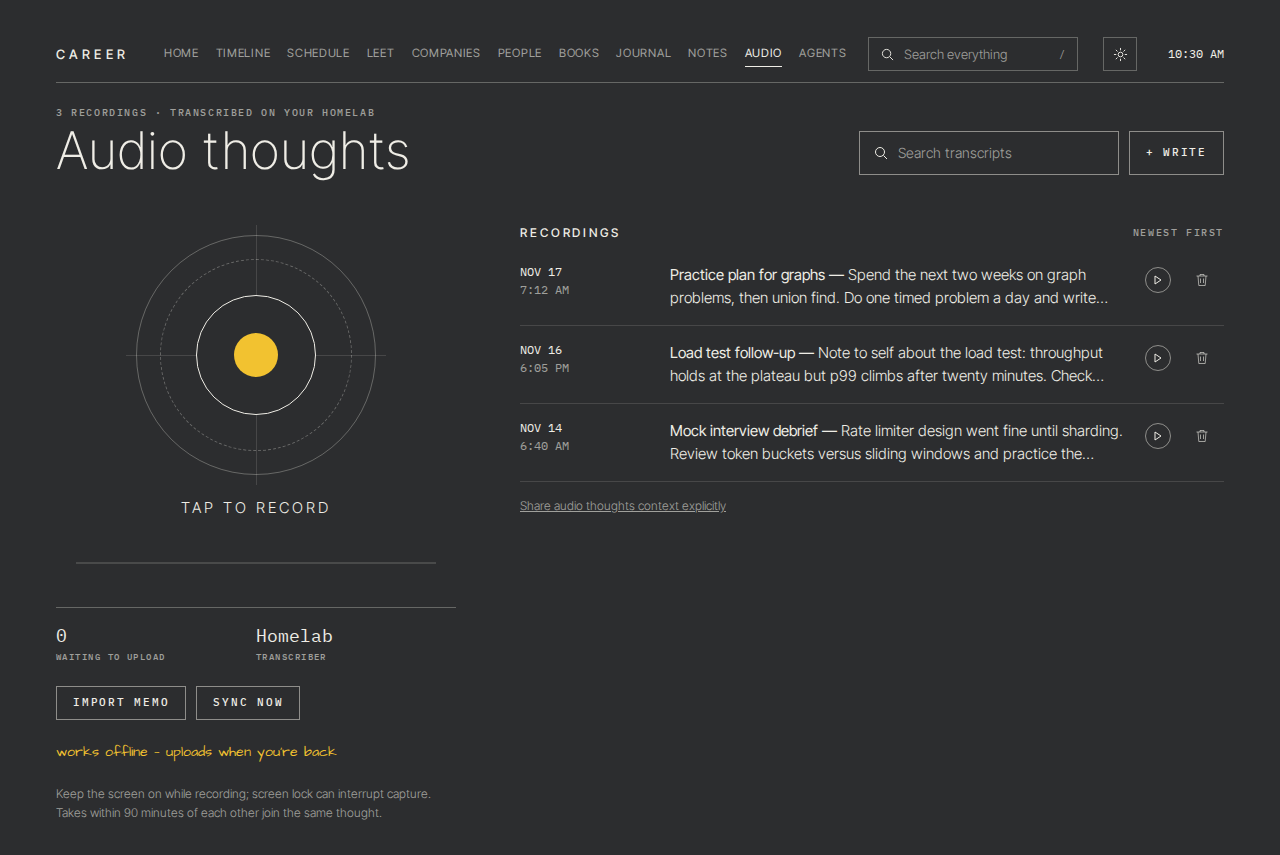 CAREER HOME TIMELINE SCHEDULE LEET COMPANIES PEOPLE BOOKS JOURNAL NOTES AUDIO AGENTS Search everything / 10:30 AM
3 RECORDINGS · TRANSCRIBED ON YOUR HOMELAB
Audio thoughts
Search transcripts
+ WRITE
TAP TO RECORD
0
WAITING TO UPLOAD
Homelab
TRANSCRIBER
IMPORT MEMO
SYNC NOW
works offline - uploads when you're back
Keep the screen on while recording; screen lock can interrupt capture.
Takes within 90 minutes of each other join the same thought.
RECORDINGS
NEWEST FIRST
NOV 17
7:12 AM
Practice plan for graphs — Spend the next two weeks on graph
problems, then union find. Do one timed problem a day and write...
NOV 16
6:05 PM
Load test follow-up — Note to self about the load test: throughput
holds at the plateau but p99 climbs after twenty minutes. Check...
NOV 14
6:40 AM
Mock interview debrief — Rate limiter design went fine until sharding.
Review token buckets versus sliding windows and practice the...
Share audio thoughts context explicitly